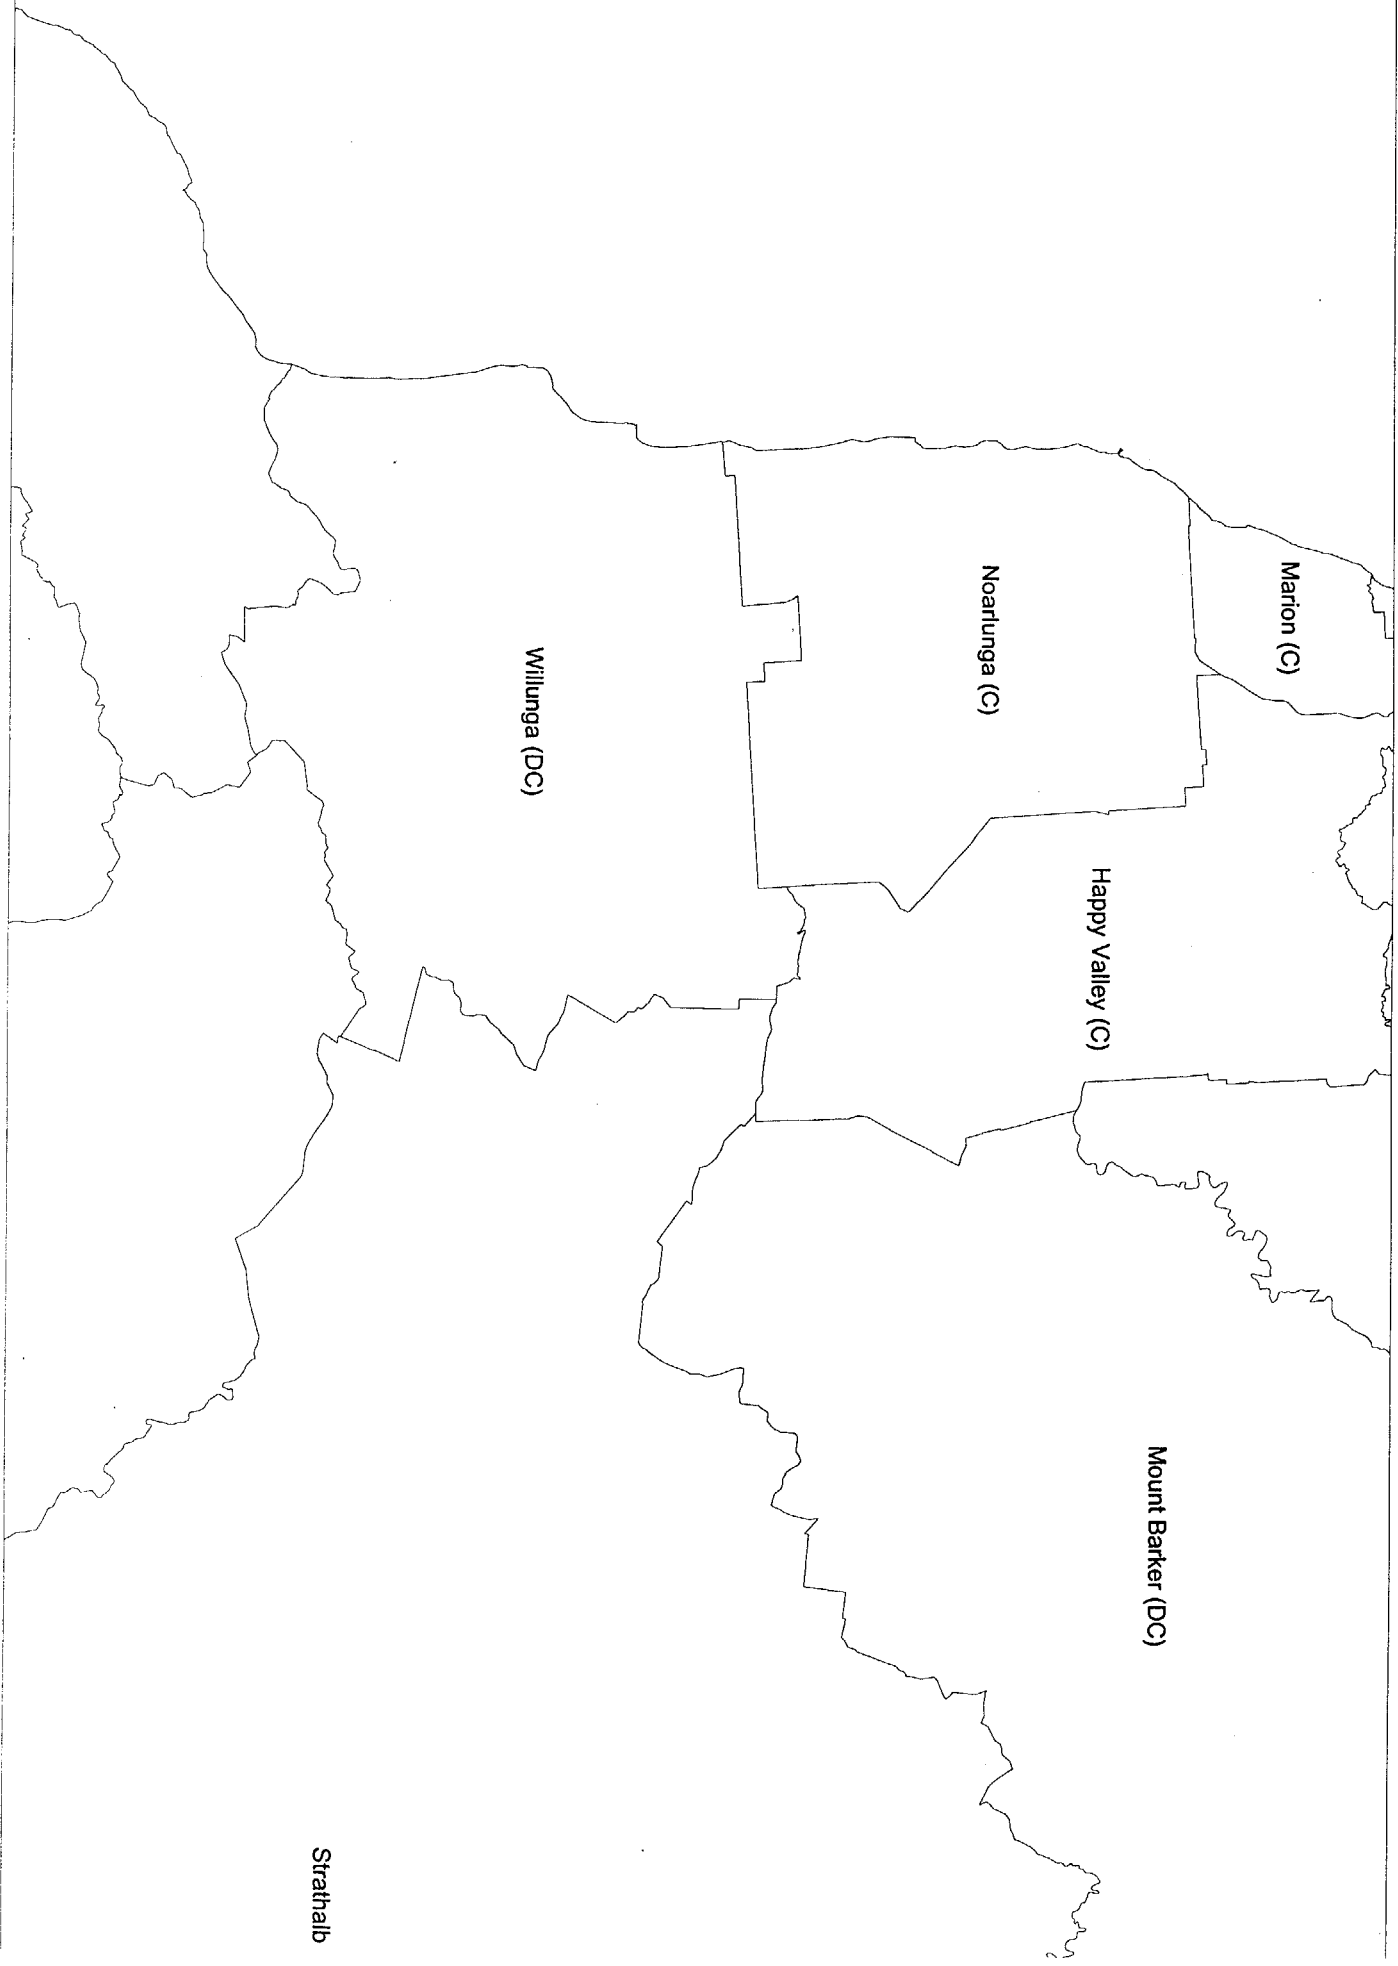 Marion (C)
Noarlunga (C)
Happy Valley (C)
Mount Barker (DC)
Willunga (DC)
Strathalb